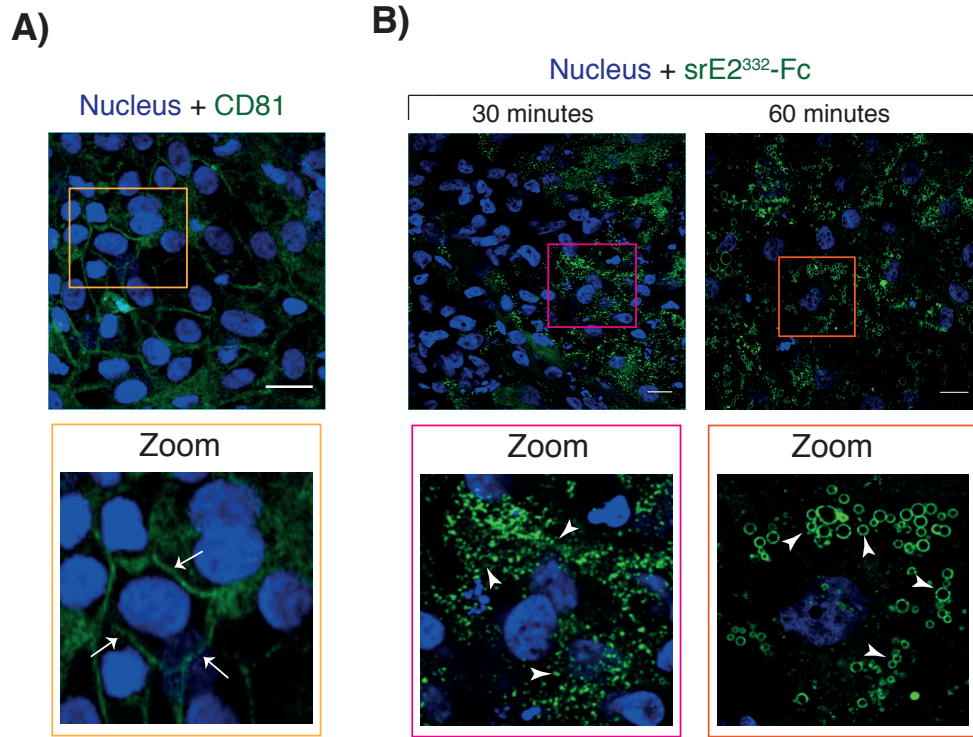 A)
B)
Nucleus + CD81
Nucleus + srE2³³²-Fc
30 minutes
60 minutes
Zoom
Zoom
Zoom